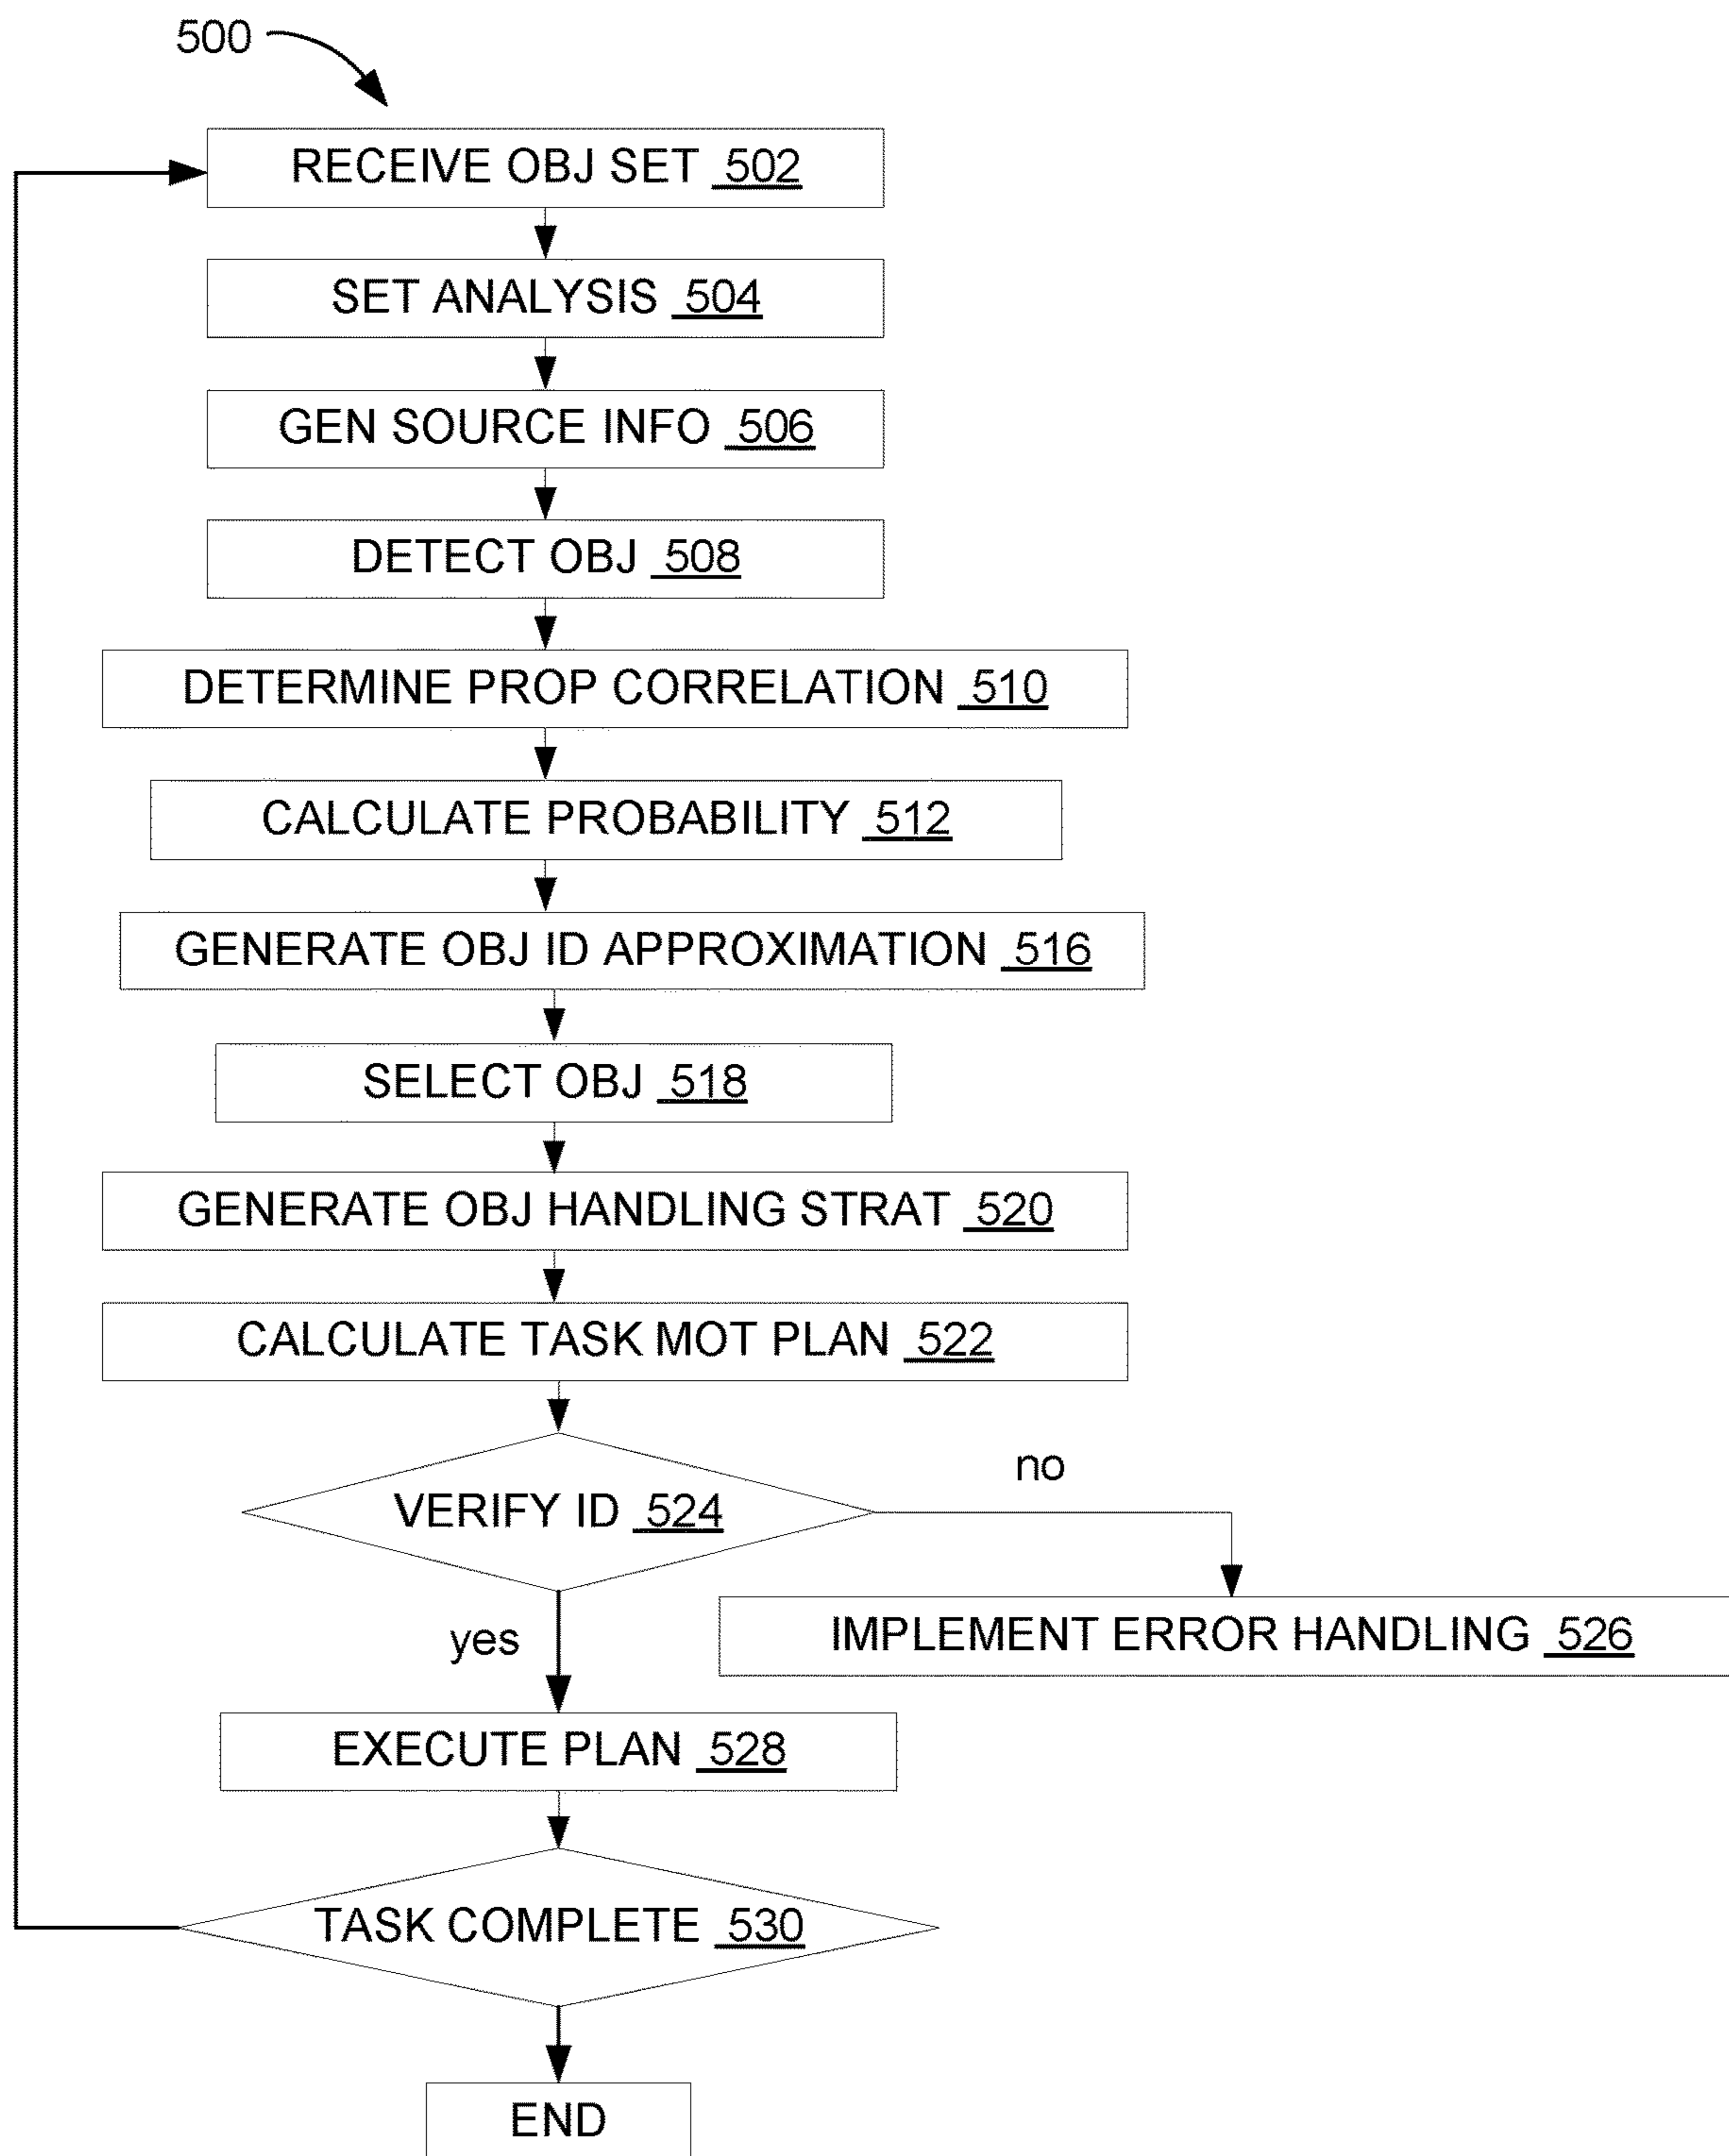 500
RECEIVE OBJ SET 502
SET ANALYSIS 504
GEN SOURCE INFO 506
DETECT OBJ 508
DETERMINE PROP CORRELATION 510
CALCULATE PROBABILITY 512
GENERATE OBJ ID APPROXIMATION 516
SELECT OBJ 518
GENERATE OBJ HANDLING STRAT 520
CALCULATE TASK MOT PLAN 522
VERIFY ID 524
no
IMPLEMENT ERROR HANDLING 526
yes
EXECUTE PLAN 528
TASK COMPLETE 530
END